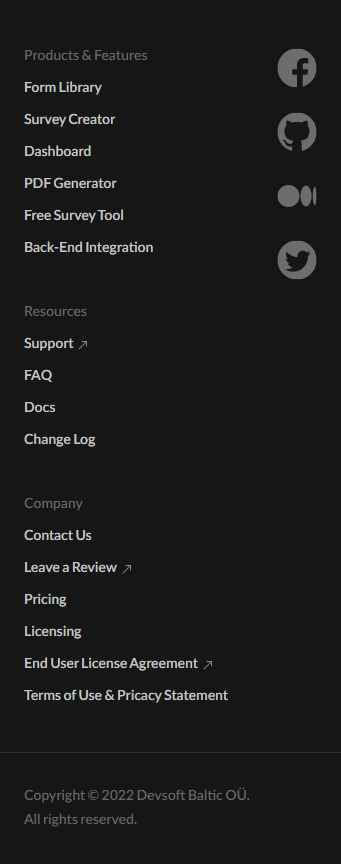 Products & Features
Form Library
Survey Creator
Dashboard
PDF Generator
Free Survey Tool
Back-End Integration
Resources
Support ↗
FAQ
Docs
Change Log
Company
Contact Us
Leave a Review ↗
Pricing
Licensing
End User License Agreement ↗
Terms of Use & Pricacy Statement
Copyright © 2022 Devsoft Baltic OÜ.
All rights reserved.